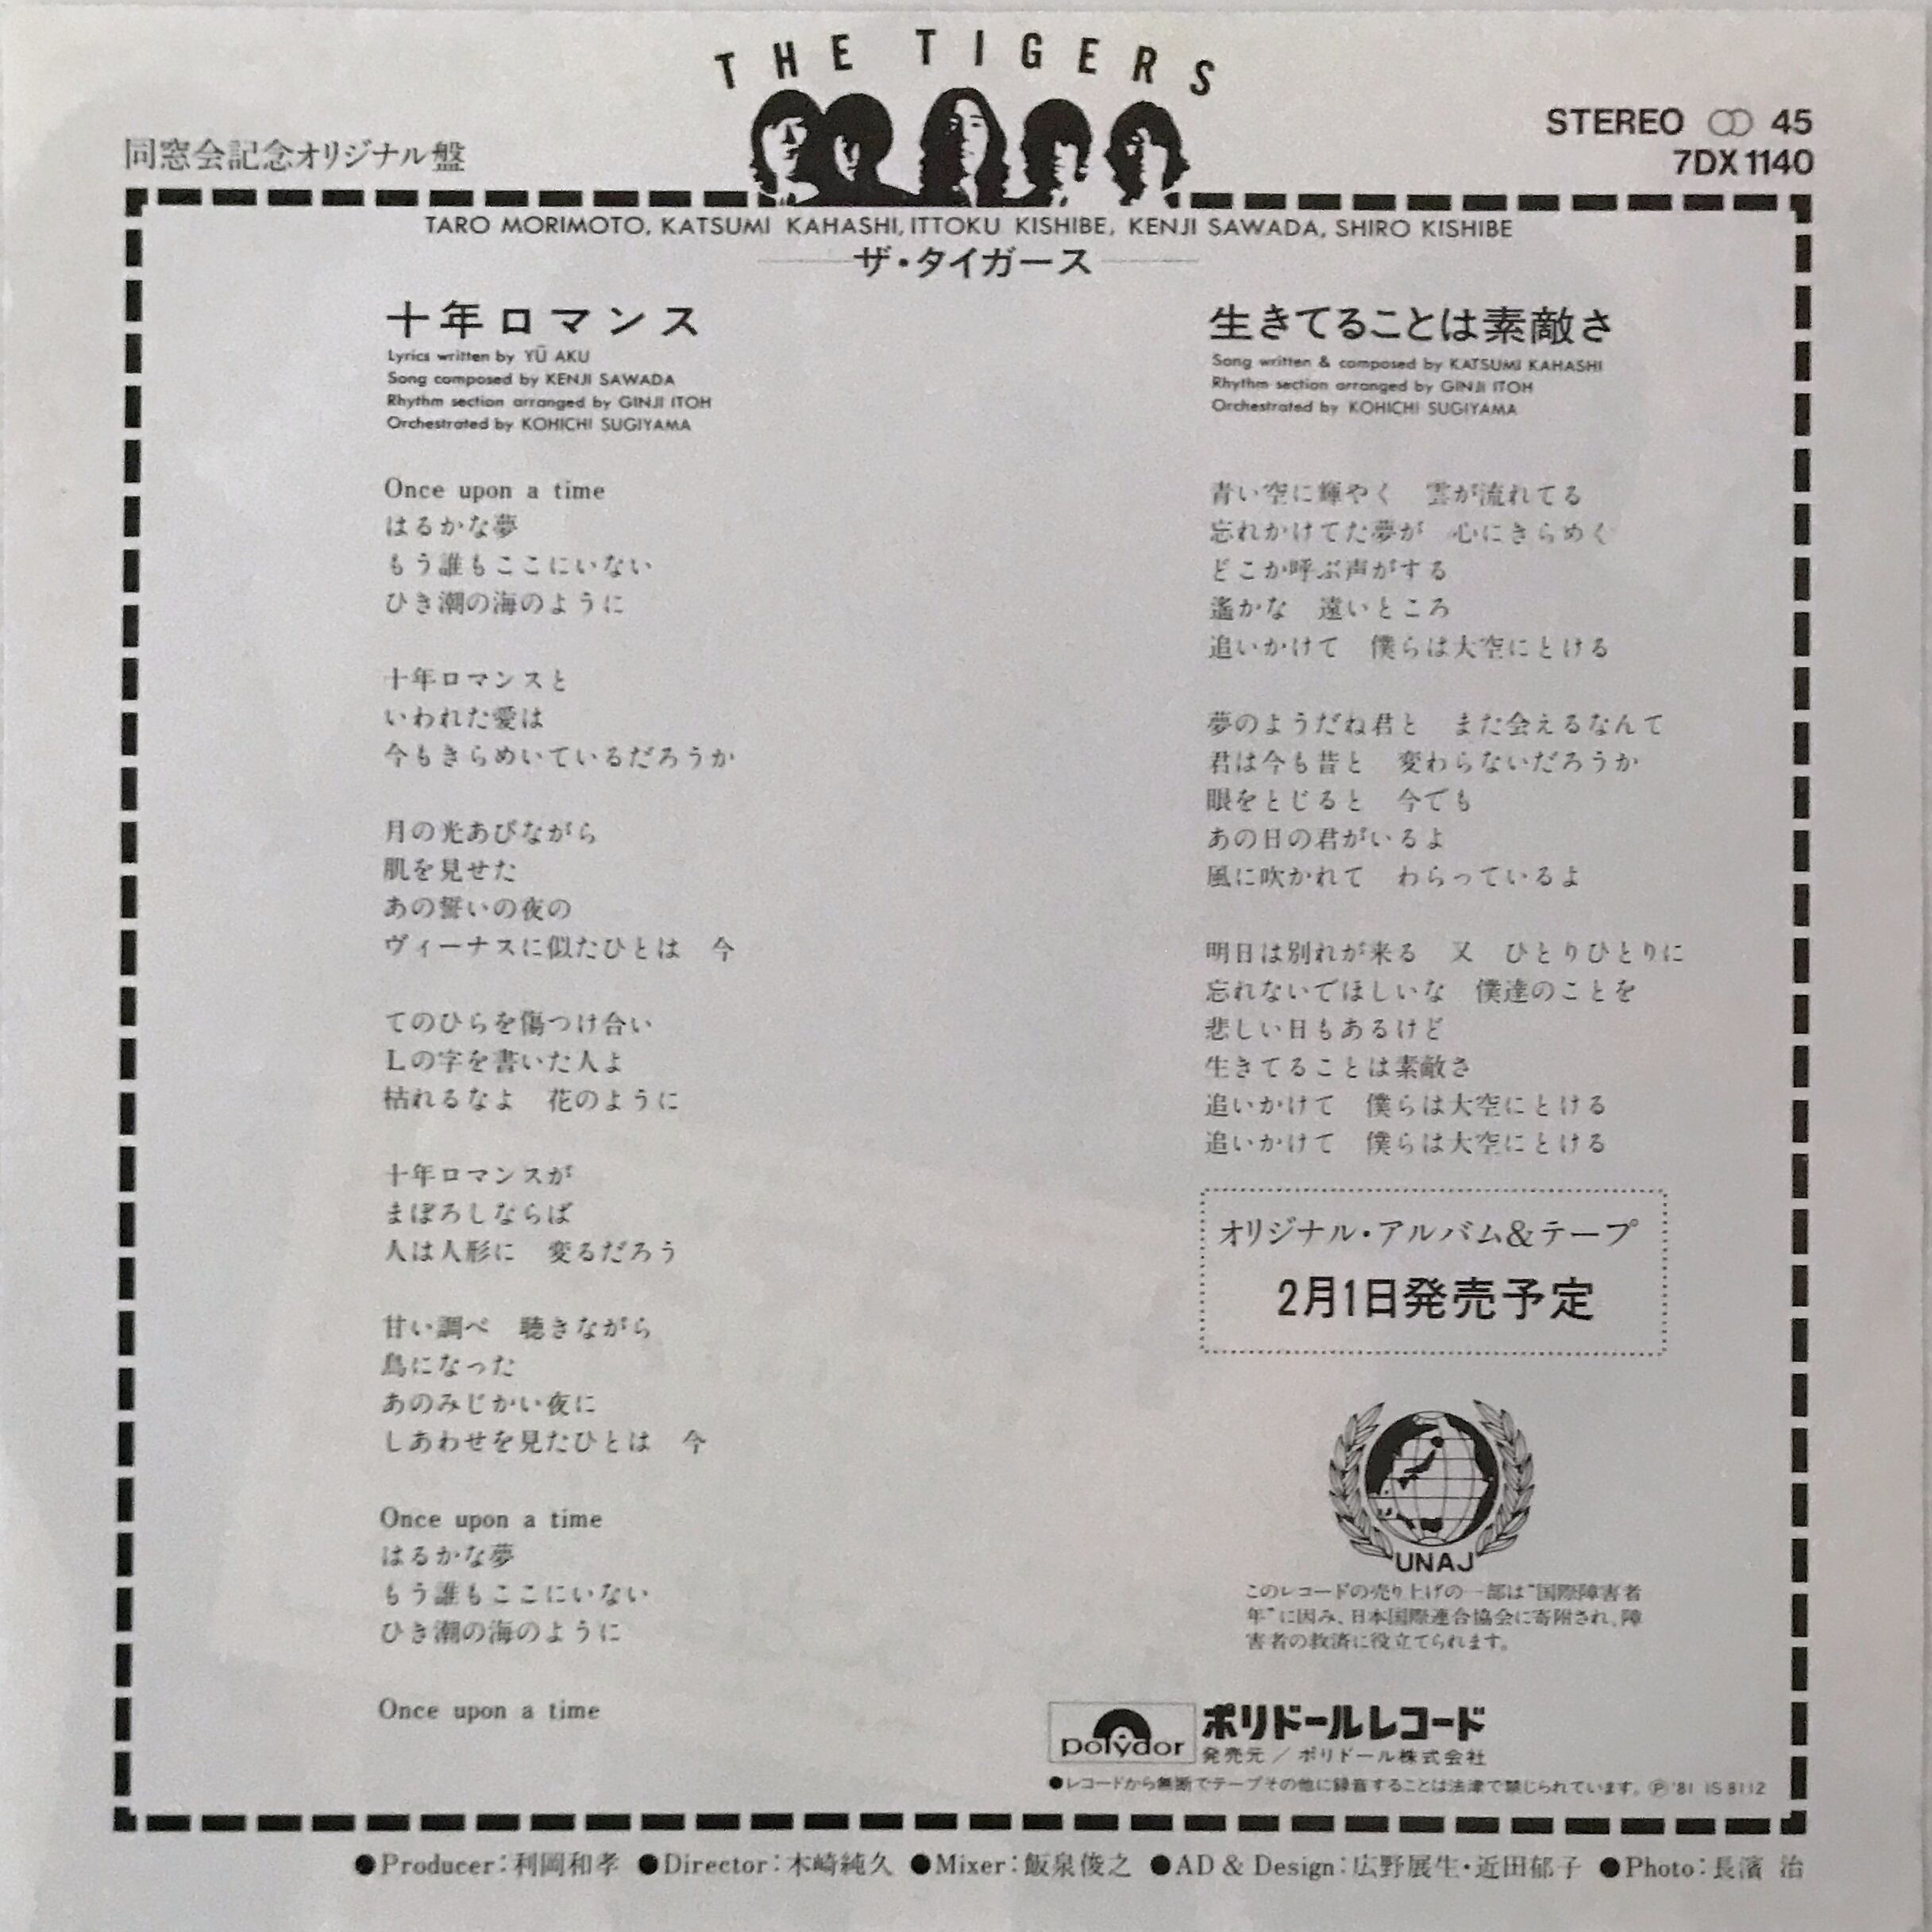 THE TIGERS
同窓会記念オリジナル盤
STEREO 45
7DX 1140
TARO MORIMOTO, KATSUMI KAHASHI, ITTOKU KISHIBE, KENJI SAWADA, SHIRO KISHIBE
ザ・タイガース
十年ロマンス
Lyrics written by YŪ AKU
Song composed by KENJI SAWADA
Rhythm section arranged by GINJI ITOH
Orchestrated by KOHICHI SUGIYAMA
Once upon a time
はるかな夢
もう誰もここにいない
ひき潮の海のように
十年ロマンスと
いわれた愛は
今もきらめいているだろうか
月の光あびながら
肌を見せた
あの誓いの夜の
ヴィーナスに似たひとは　今
てのひらを傷つけ合い
Lの字を書いた人よ
枯れるなよ　花のように
十年ロマンスが
まぼろしならば
人は人形に　変るだろう
甘い調べ　聴きながら
鳥になった
あのみじかい夜に
しあわせを見たひとは　今
Once upon a time
はるかな夢
もう誰もここにいない
ひき潮の海のように
Once upon a time
生きてることは素敵さ
Song written & composed by KATSUMI KAHASHI
Rhythm section arranged by GINJI ITOH
Orchestrated by KOHICHI SUGIYAMA
青い空に輝やく　雲が流れてる
忘れかけてた夢が　心にきらめく
どこか呼ぶ声がする
遙かな　遠いところ
追いかけて　僕らは大空にとける
夢のようだね君と　また会えるなんて
君は今も昔と　変わらないだろうか
眼をとじると　今でも
あの日の君がいるよ
風に吹かれて　わらっているよ
明日は別れが来る　又　ひとりひとりに
忘れないでほしいな　僕達のことを
悲しい日もあるけど
生きてることは素敵さ
追いかけて　僕らは大空にとける
追いかけて　僕らは大空にとける
オリジナル・アルバム&テープ
2月1日発売予定
UNAJ
このレコードの売り上げの一部は“国際障害者
年”に因み、日本国際連合協会に寄附され、障
害者の救済に役立てられます。
polydor ポリドールレコード
発売元／ポリドール株式会社
●レコードから無断でテープその他に録音することは法律で禁じられています。Ⓟ'81 IS 8112
●Producer：利岡和孝 ●Director：木崎純久 ●Mixer：飯泉俊之 ●AD & Design：広野展生・近田郁子 ●Photo：長濱 治